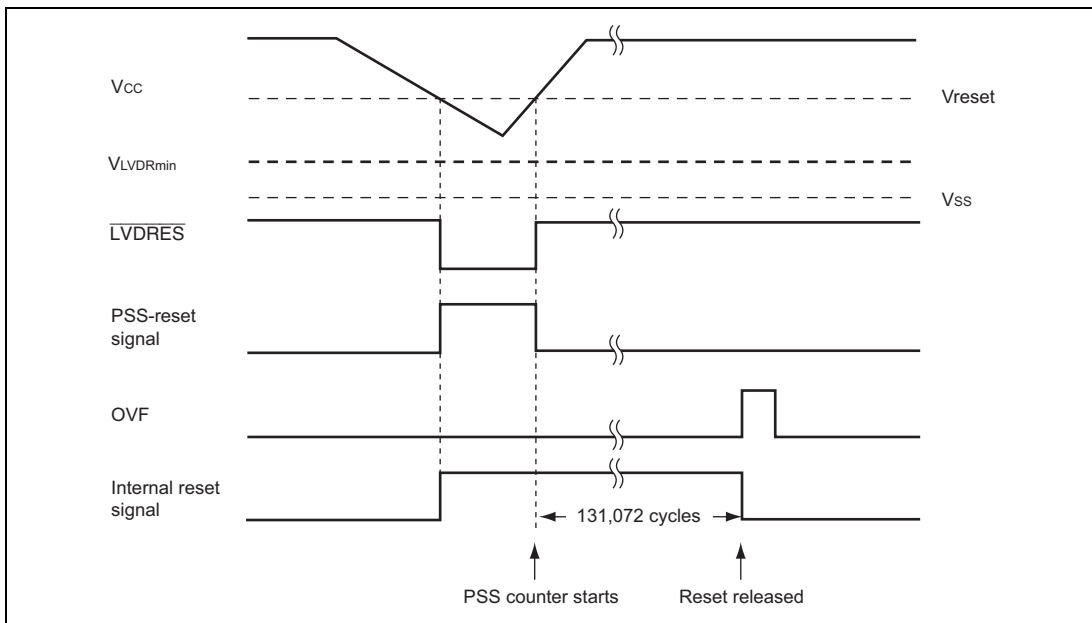 Vcc
Vreset
VLVDRmin
Vss
LVDRES
PSS-reset
signal
OVF
Internal reset
signal
131,072 cycles
PSS counter starts
Reset released